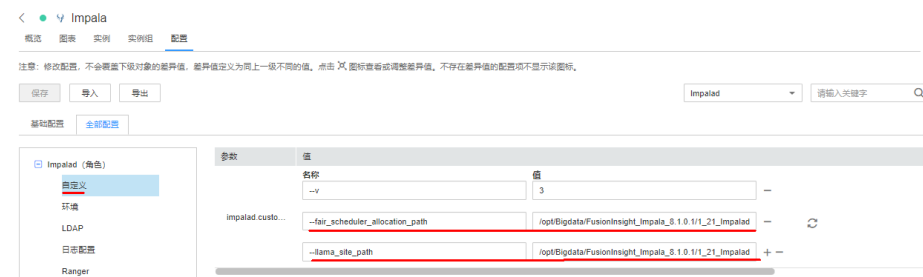 Impala
概览 图表 实例 实例组 配置
注意：修改配置，不会覆盖下级对象的差异值，差异值定义为同上一级不同的值。点击 图标查看或调整差异值。不存在差异值的配置项不显示该图标。
保存 导入 导出 Impalad 请输入关键字
基础配置 全部配置
Impalad（角色）
自定义
环境
LDAP
日志配置
Ranger
参数 值
名称 值
--v 3
impalad.custo...
--fair_scheduler_allocation_path /opt/Bigdata/FusionInsight_Impala_8.1.0.1/1_21_Impalad
--llama_site_path /opt/Bigdata/FusionInsight_Impala_8.1.0.1/1_21_Impalad